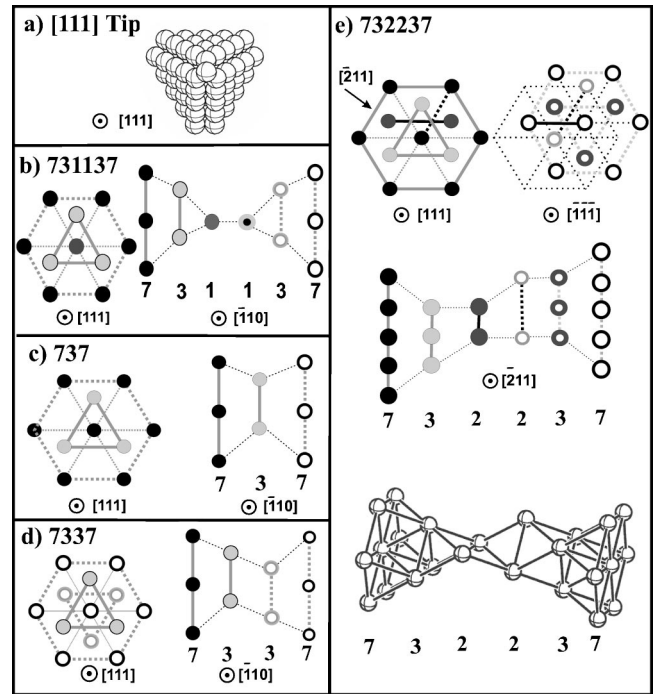 a) [111] Tip
⊙ [111]
b) 731137
7 3 1 1 3 7
⊙ [111]
⊙ [1̄10]
c) 737
7 3 7
⊙ [111]
⊙ [1̄10]
d) 7337
7 3 3 7
⊙ [111]
⊙ [1̄10]
e) 732237
[2̄11]
⊙ [111]
⊙ [1̄1̄1̄]
⊙ [2̄11]
7 3 2 2 3 7
7 3 2 2 3 7